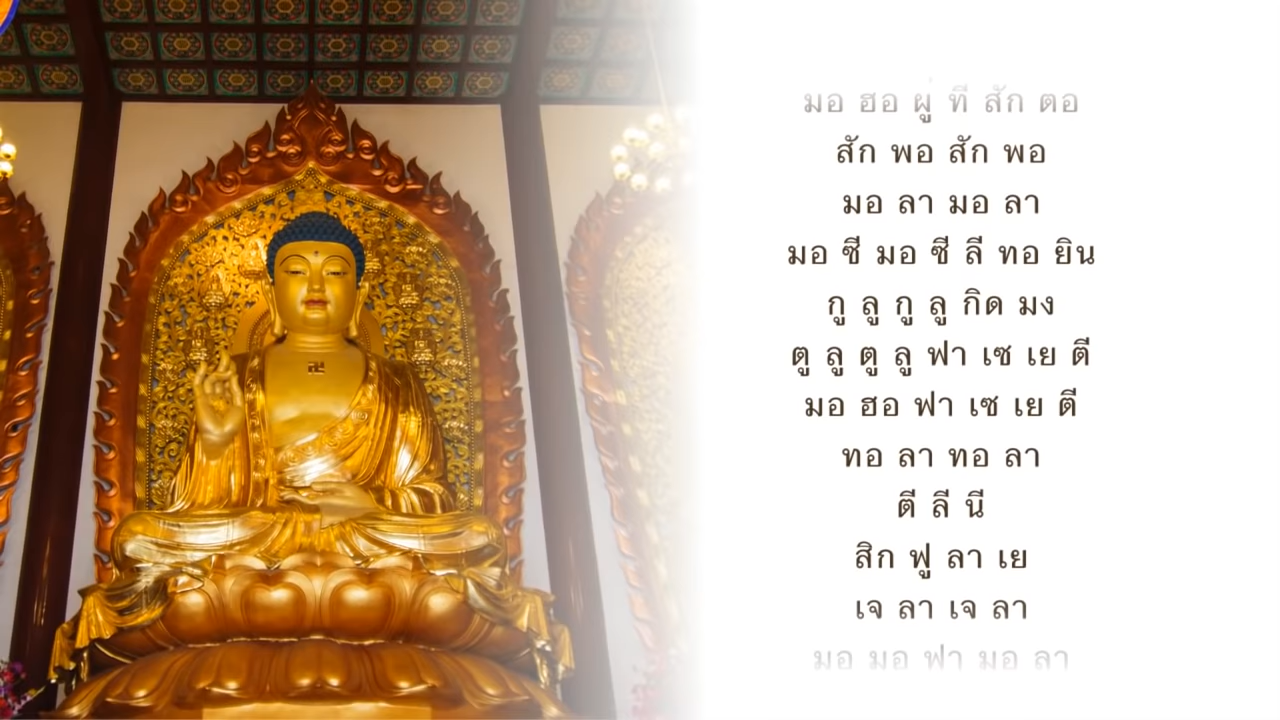 มอ ฮอ ผู่ ที สัก ตอ
สัก พอ สัก พอ
มอ ลา มอ ลา
มอ ซี มอ ซี ลี ทอ ยิน
กู ลู กู ลู กิด มง
ตู ลู ตู ลู ฟา เซ เย ตี
มอ ฮอ ฟา เซ เย ตี
ทอ ลา ทอ ลา
ตี ลี นี
สิก ฟู ลา เย
เจ ลา เจ ลา
มอ มอ ฟา มอ ลา